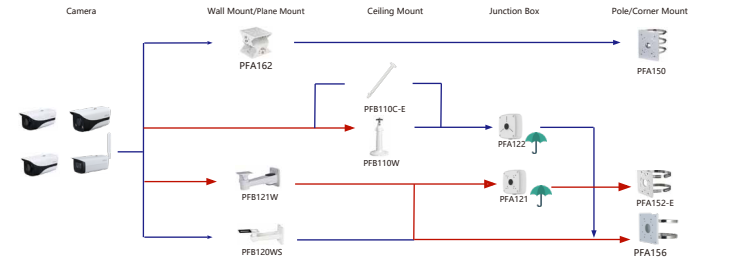 Camera
Wall Mount/Plane Mount
Ceiling Mount
Junction Box
Pole/Corner Mount
PFA162
PFA150
PFB110C-E
PFA122
PFB110W
PFB121W
PFA121
PFA152-E
PFB120WS
PFA156